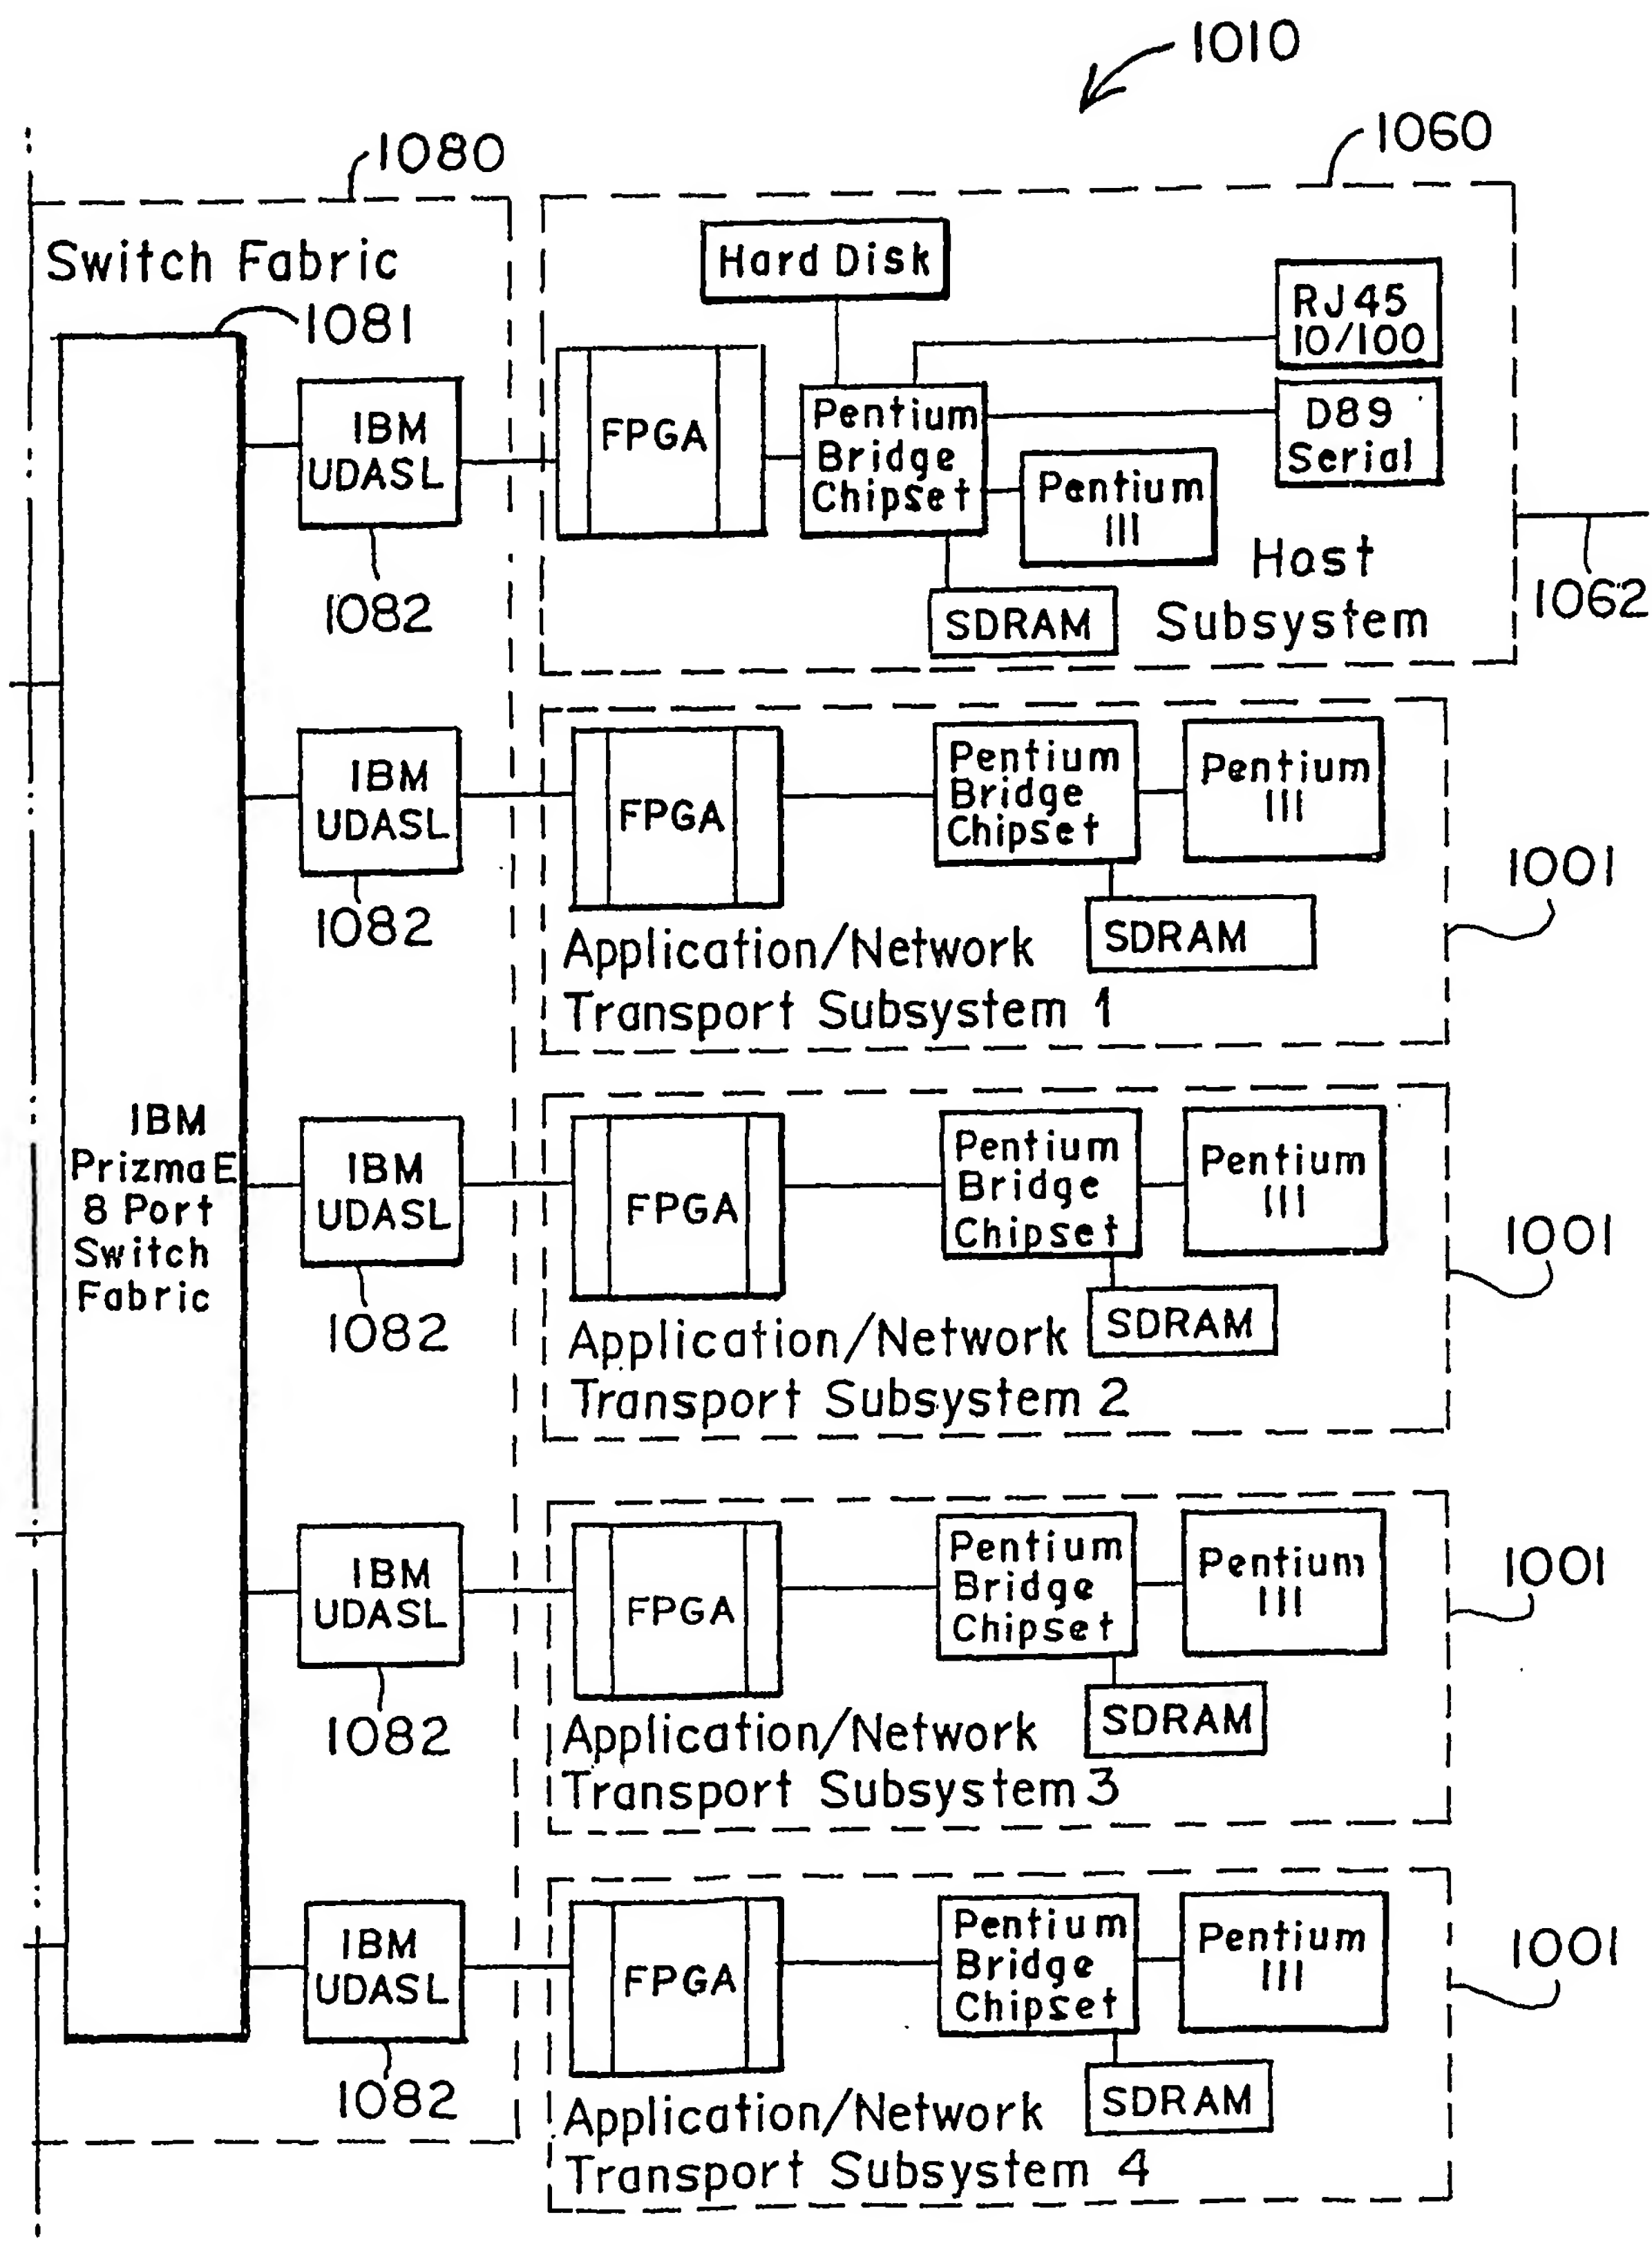 1010
1080
1060
Switch Fabric
1081
Hard Disk
RJ45
10/100
IBM
UDASL
FPGA
Pentium
Bridge
Chipset
D89
Serial
Pentium
III
1082
SDRAM
Host
Subsystem
1062
IBM
UDASL
FPGA
Pentium
Bridge
Chipset
Pentium
III
1001
1082
SDRAM
Application/Network
Transport Subsystem 1
IBM
PrizmaE
8 Port
Switch
Fabric
IBM
UDASL
FPGA
Pentium
Bridge
Chipset
Pentium
III
1001
1082
SDRAM
Application/Network
Transport Subsystem 2
IBM
UDASL
FPGA
Pentium
Bridge
Chipset
Pentium
III
1001
1082
SDRAM
Application/Network
Transport Subsystem 3
IBM
UDASL
FPGA
Pentium
Bridge
Chipset
Pentium
III
1001
1082
SDRAM
Application/Network
Transport Subsystem 4